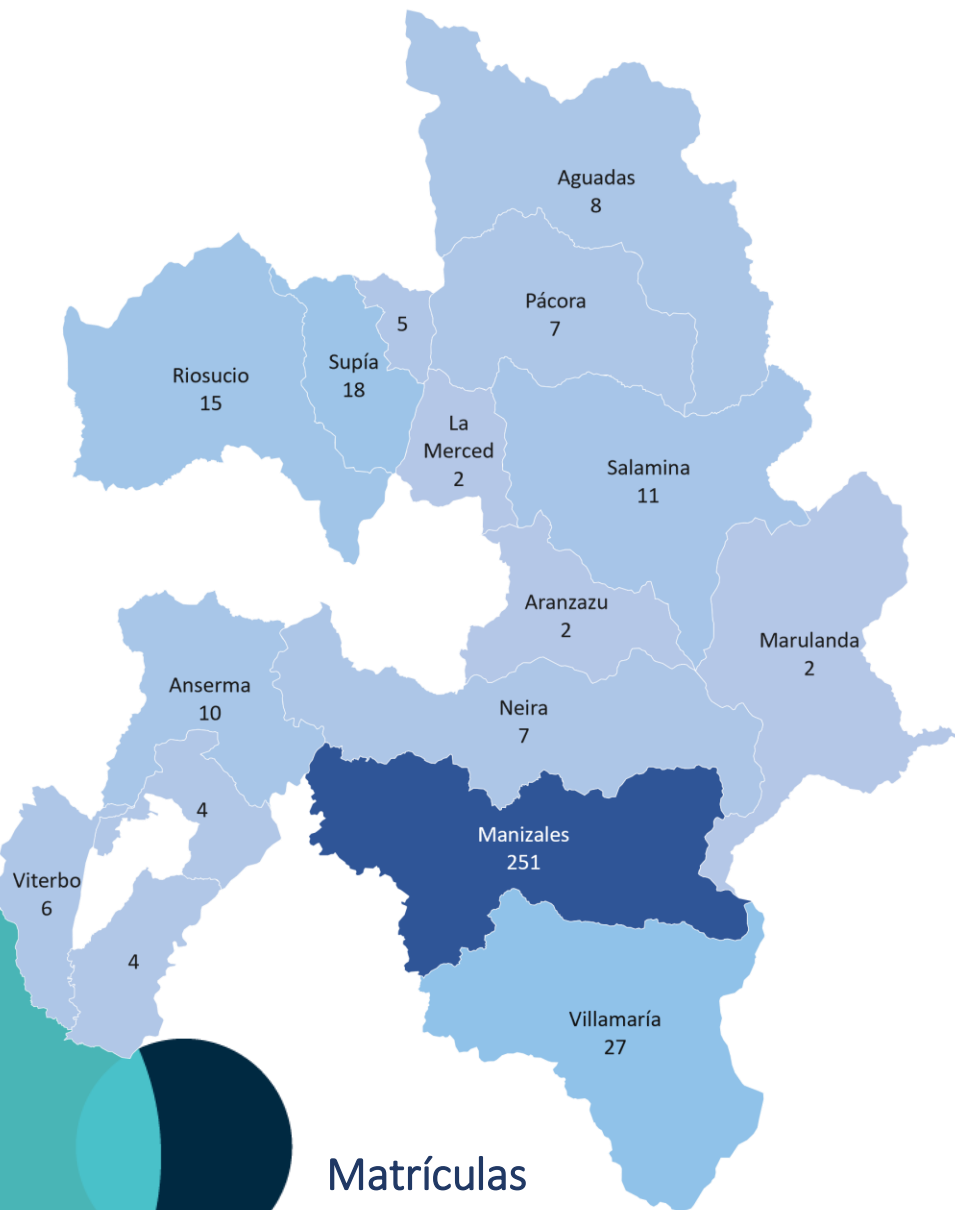 Aguadas
8
Pácora
7
5
Supía
18
Riosucio
15
La
Merced
2
Salamina
11
Aranzazu
2
Marulanda
2
Anserma
10
Neira
7
4
Manizales
251
Viterbo
6
4
Villamaría
27
Matrículas